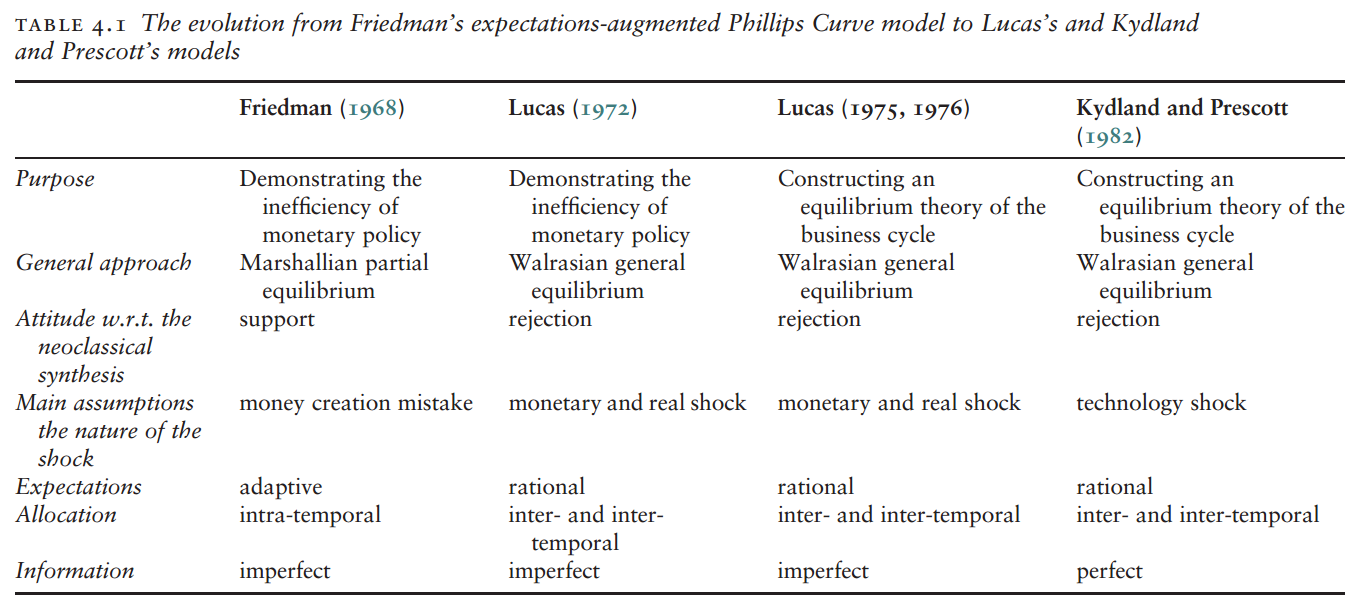 TABLE 4.1 The evolution from Friedman's expectations-augmented Phillips Curve model to Lucas's and Kydland
and Prescott's models
Friedman (1968) Lucas (1972) Lucas (1975, 1976) Kydland and Prescott
(1982)
Purpose Demonstrating the Demonstrating the Constructing an Constructing an
inefficiency of inefficiency of equilibrium theory of the equilibrium theory of the
monetary policy monetary policy business cycle business cycle
General approach Marshallian partial Walrasian general Walrasian general Walrasian general
equilibrium equilibrium equilibrium equilibrium
Attitude w.r.t. the support rejection rejection rejection
neoclassical
synthesis
Main assumptions money creation mistake monetary and real shock monetary and real shock technology shock
the nature of the
shock
Expectations adaptive rational rational rational
Allocation intra-temporal inter- and inter- inter- and inter-temporal inter- and inter-temporal
temporal
Information imperfect imperfect imperfect perfect